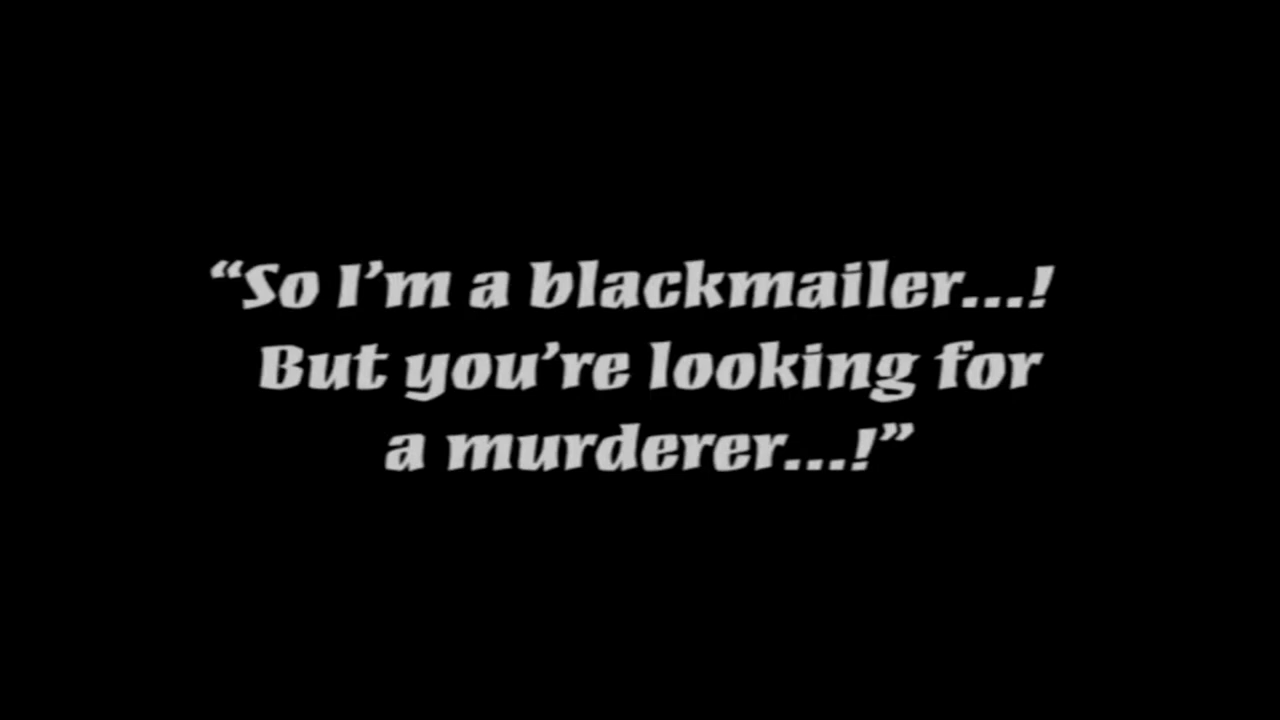 “So I’m a blackmailer...!
But you’re looking for
a murderer...!”